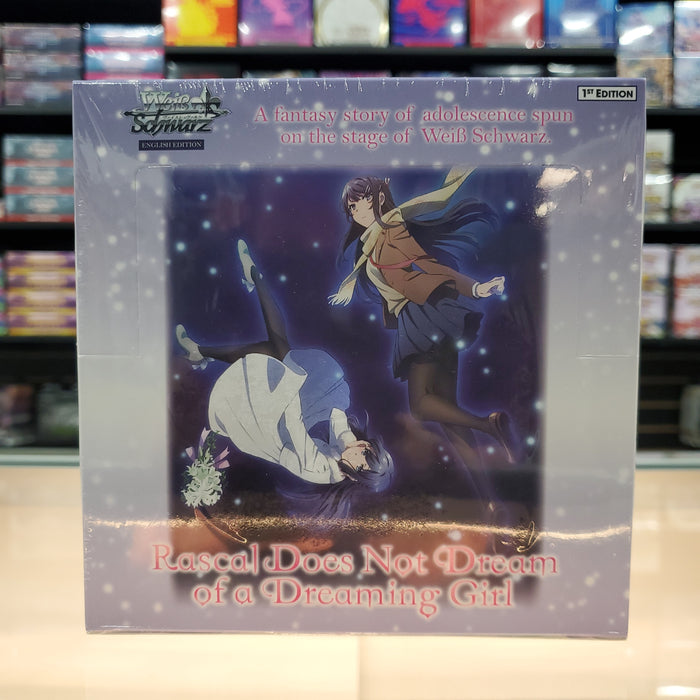 Weiß
Schwarz
ENGLISH EDITION
1ST EDITION
A fantasy story of adolescence spun
on the stage of Weiß Schwarz.
Rascal Does Not Dream
of a Dreaming Girl